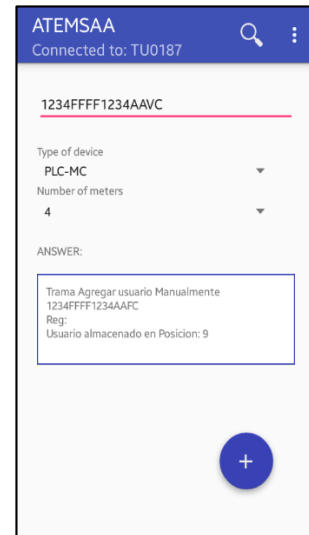 ATEMSAA
Connected to: TU0187
1234FFFF1234AAVC
Type of device
PLC-MC
Number of meters
4
ANSWER:
Trama Agregar usuario Manualmente
1234FFFF1234AAFC
Reg:
Usuario almacenado en Posicion: 9
+